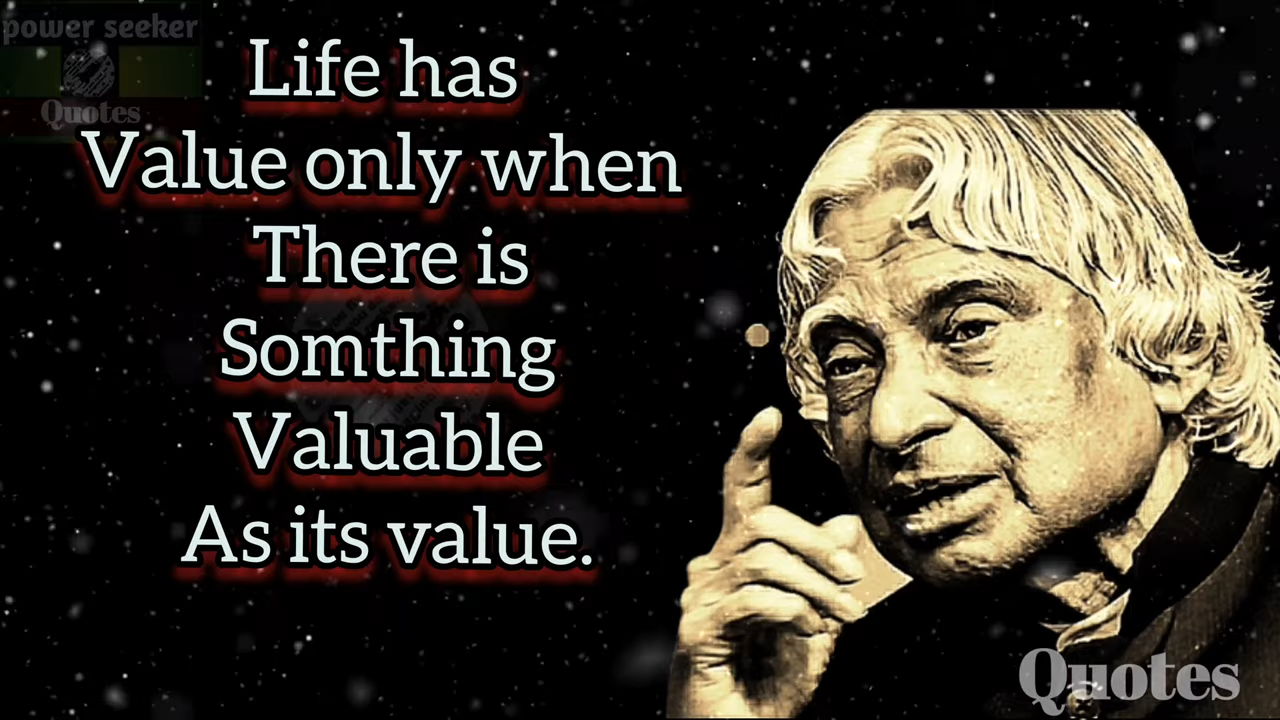 power seeker
Quotes
Life has
Value only when
There is
Somthing
Valuable
As its value.
Quotes